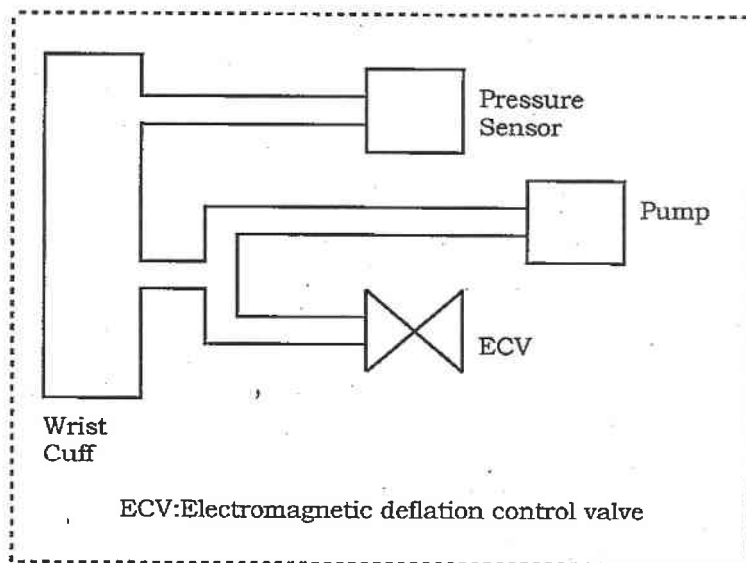 Pressure
Sensor
Pump
ECV
Wrist
Cuff
ECV:Electromagnetic deflation control valve